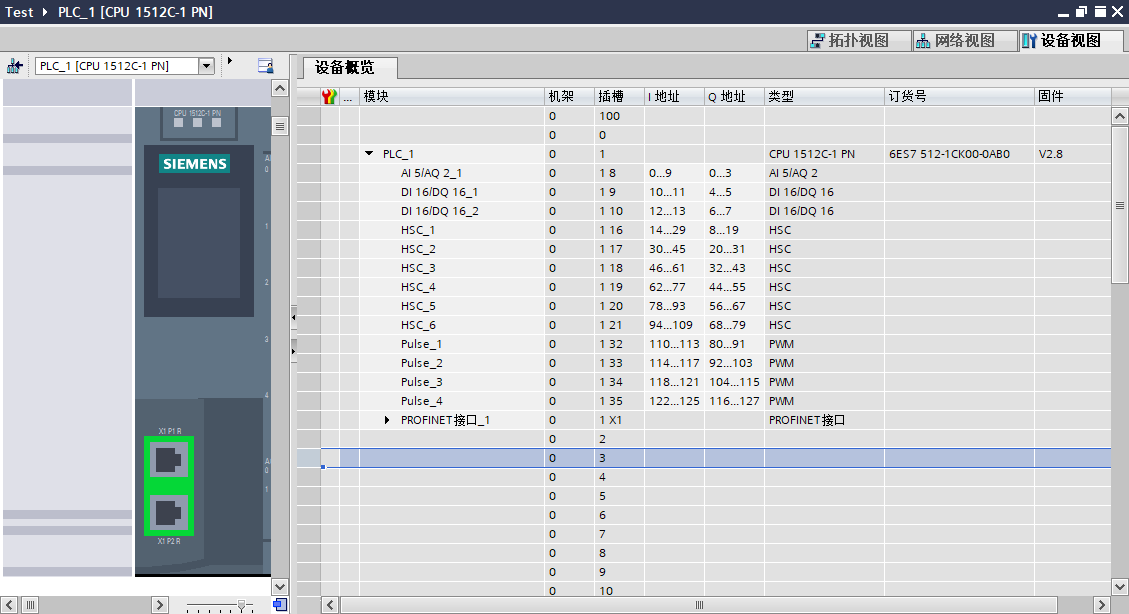 Test ▸ PLC_1 [CPU 1512C-1 PN]
拓扑视图 网络视图 设备视图
PLC_1 [CPU 1512C-1 PN]
设备概览
... 模块 机架 插槽 I 地址 Q 地址 类型 订货号 固件
0 100
0 0
PLC_1 0 1 CPU 1512C-1 PN 6ES7 512-1CK00-0AB0 V2.8
AI 5/AQ 2_1 0 1 8 0...9 0...3 AI 5/AQ 2
DI 16/DQ 16_1 0 1 9 10...11 4...5 DI 16/DQ 16
DI 16/DQ 16_2 0 1 10 12...13 6...7 DI 16/DQ 16
HSC_1 0 1 16 14...29 8...19 HSC
HSC_2 0 1 17 30...45 20...31 HSC
HSC_3 0 1 18 46...61 32...43 HSC
HSC_4 0 1 19 62...77 44...55 HSC
HSC_5 0 1 20 78...93 56...67 HSC
HSC_6 0 1 21 94...109 68...79 HSC
Pulse_1 0 1 32 110...113 80...91 PWM
Pulse_2 0 1 33 114...117 92...103 PWM
Pulse_3 0 1 34 118...121 104...115 PWM
Pulse_4 0 1 35 122...125 116...127 PWM
PROFINET接口_1 0 1 X1 PROFINET接口
0 2
0 3
0 4
0 5
0 6
0 7
0 8
0 9
0 10
CPU 1512C-1 PN
SIEMENS
0
1
2
3
4
X1 P1 R
0
1
X1 P2 R